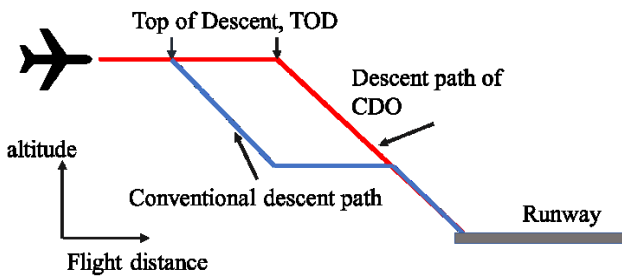 Top of Descent, TOD
Descent path of
CDO
altitude
Conventional descent path
Runway
Flight distance